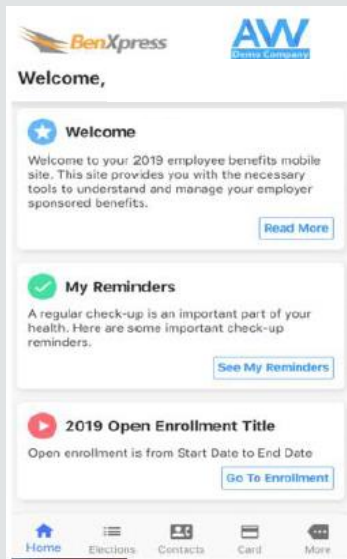 BenXpress
AW
Demo Company
Welcome,
Welcome
Welcome to your 2019 employee benefits mobile
site. This site provides you with the necessary
tools to understand and manage your employer
sponsored benefits.
Read More
My Reminders
A regular check-up is an important part of your
health. Here are some important check-up
reminders.
See My Reminders
2019 Open Enrollment Title
Open enrollment is from Start Date to End Date
Go To Enrollment
Home Elections Contacts Card More